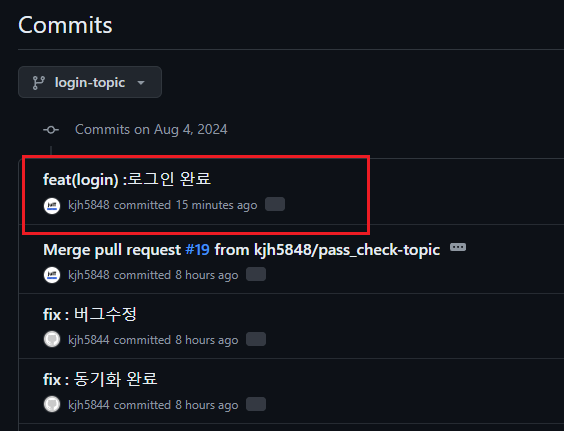 Commits
login-topic
Commits on Aug 4, 2024
feat(login) :로그인 완료
kjh5848 committed 15 minutes ago
Merge pull request #19 from kjh5848/pass_check-topic
kjh5848 committed 8 hours ago
fix : 버그수정
kjh5844 committed 8 hours ago
fix : 동기화 완료
kjh5844 committed 8 hours ago